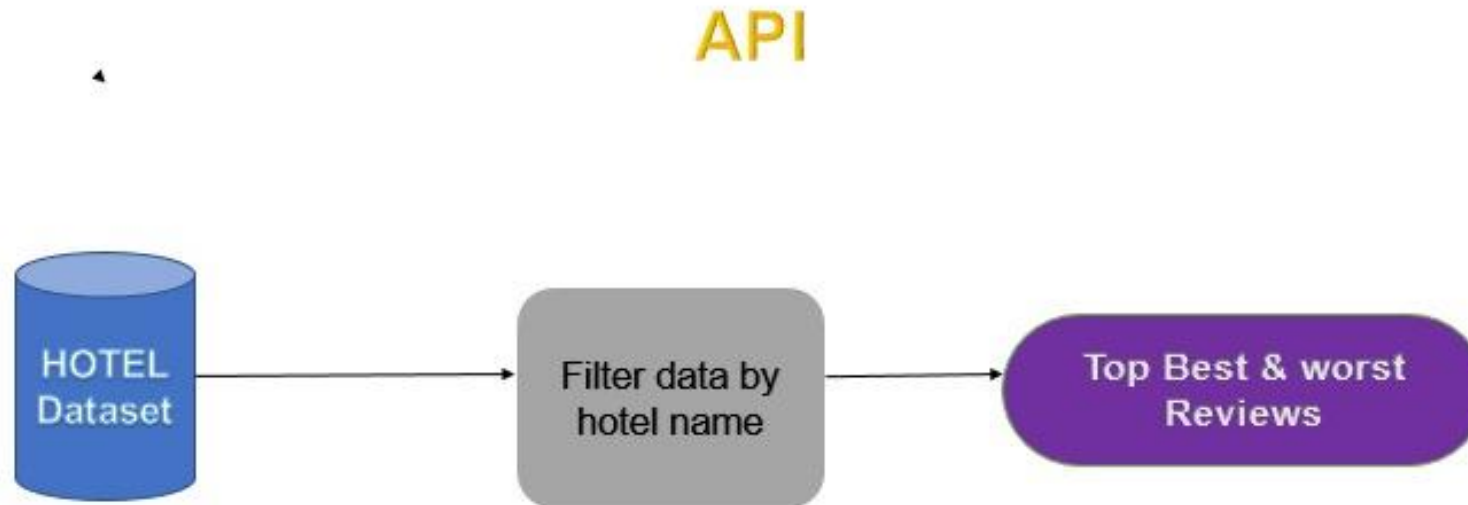 API
HOTEL
Dataset
Filter data by
hotel name
Top Best & worst
Reviews